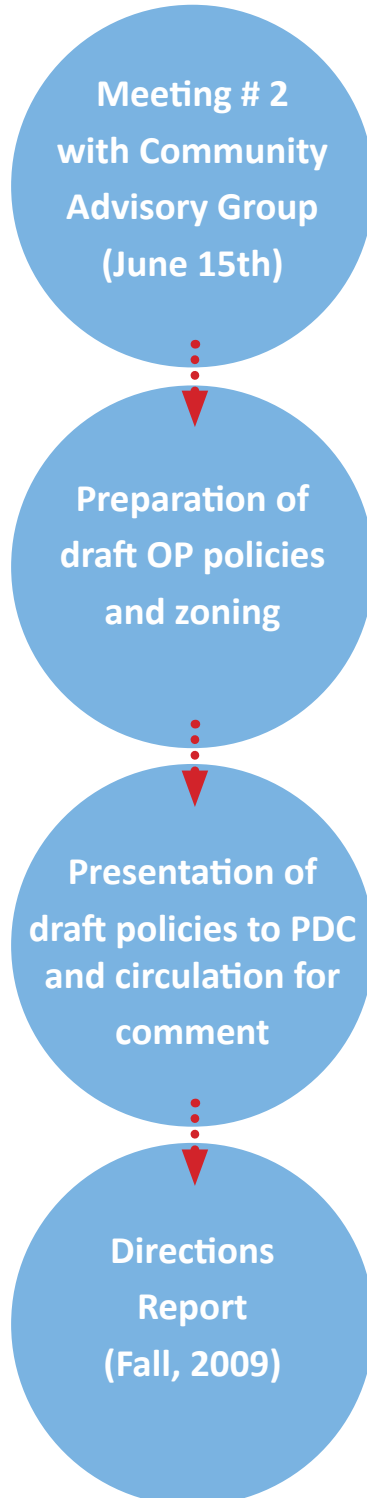 Meeting # 2
with Community
Advisory Group
(June 15th)
Preparation of
draft OP policies
and zoning
Presentation of
draft policies to PDC
and circulation for
comment
Directions
Report
(Fall, 2009)